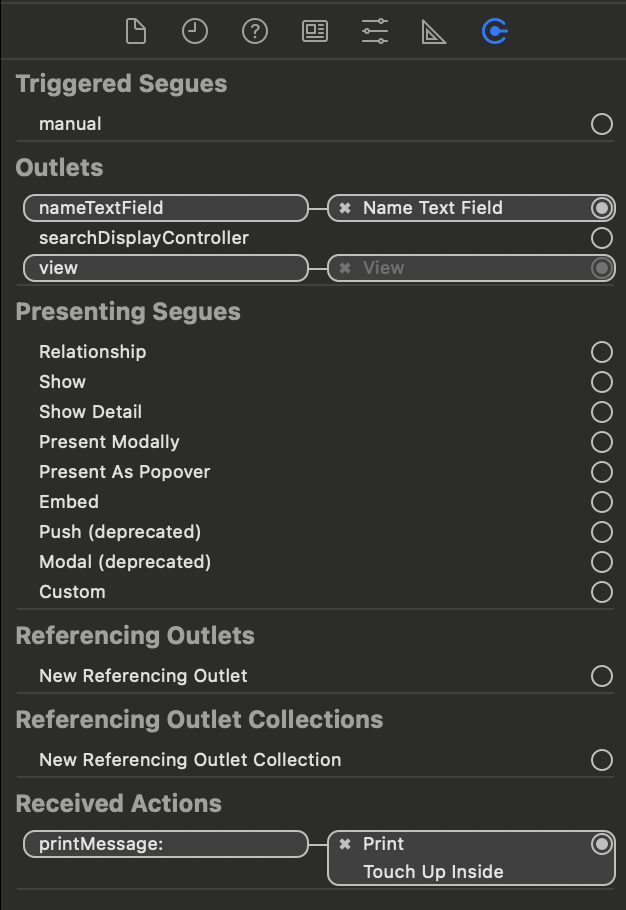 Triggered Segues
manual
Outlets
nameTextField ✖ Name Text Field
searchDisplayController
view ✖ View
Presenting Segues
Relationship
Show
Show Detail
Present Modally
Present As Popover
Embed
Push (deprecated)
Modal (deprecated)
Custom
Referencing Outlets
New Referencing Outlet
Referencing Outlet Collections
New Referencing Outlet Collection
Received Actions
printMessage: ✖ Print
Touch Up Inside